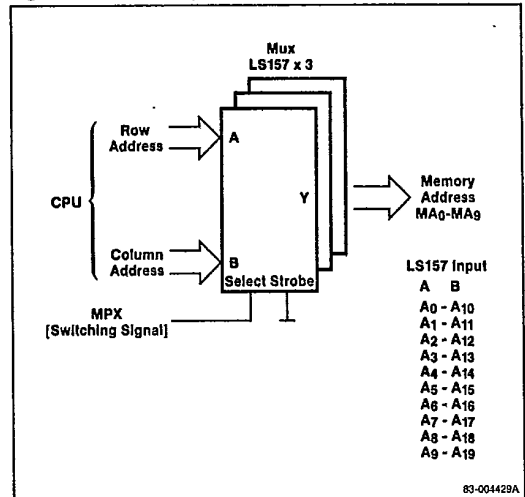 Mux
LS157 x 3
Row
Address
A
CPU
Y
Memory
Address
MA0-MA9
Column
Address
B
Select Strobe
MPX
[Switching Signal]
LS157 Input
A B
A0 - A10
A1 - A11
A2 - A12
A3 - A13
A4 - A14
A5 - A15
A6 - A16
A7 - A17
A8 - A18
A9 - A19
83-004429A